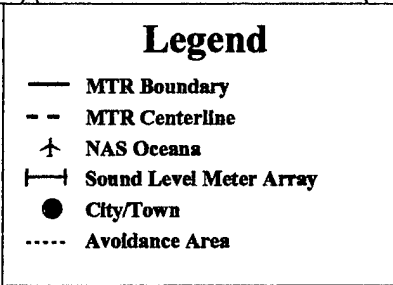 Legend
MTR Boundary
MTR Centerline
NAS Oceana
Sound Level Meter Array
City/Town
Avoidance Area